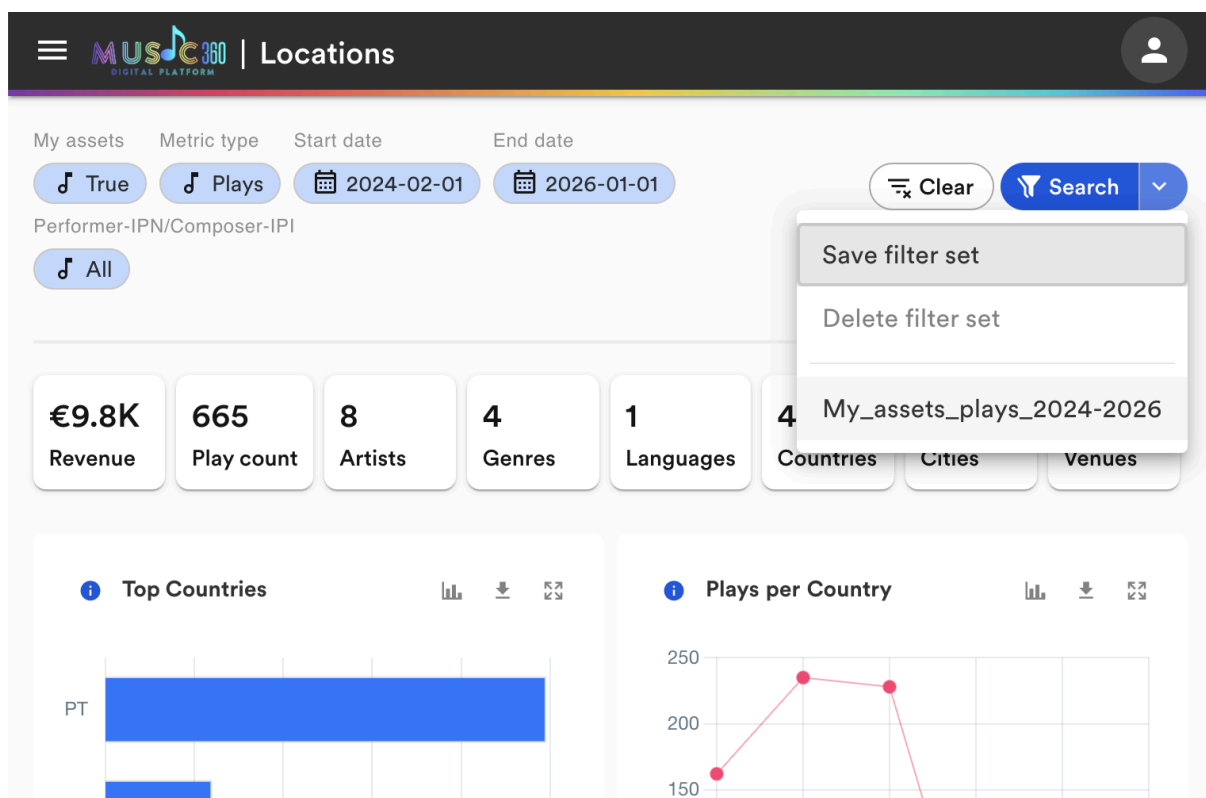 MUSIC360 | Locations
DIGITAL PLATFORM
My assets Metric type Start date End date
True Plays 2024-02-01 2026-01-01
Clear Search
Performer-IPN/Composer-IPI
All
Save filter set
Delete filter set
My_assets_plays_2024-2026
€9.8K 665 8 4 1 4
Revenue Play count Artists Genres Languages Countries Cities Venues
Top Countries
PT
Plays per Country
250
200
150